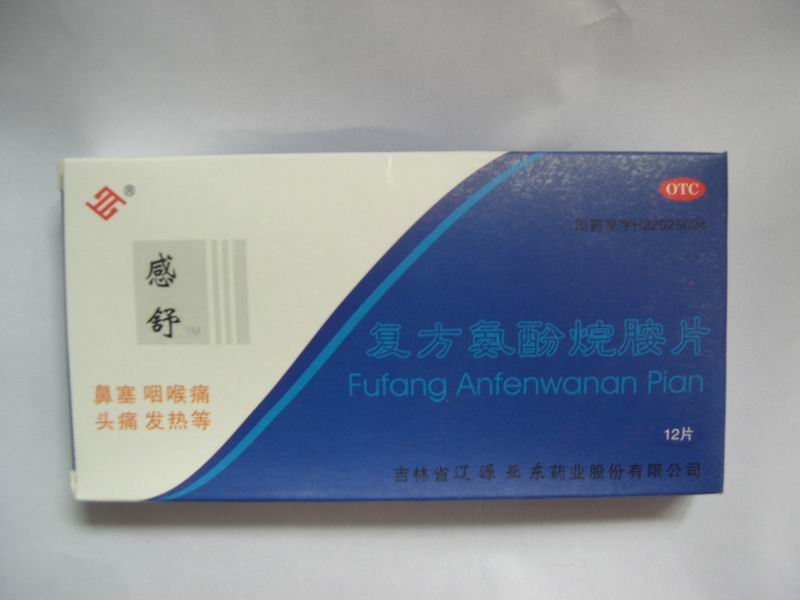 ®
OTC
国药准字H22025024
感
舒
TM
复方氨酚烷胺片
Fufang Anfenwanan Pian
鼻塞 咽喉痛
头痛 发热等
12片
吉林省辽源亚东药业股份有限公司